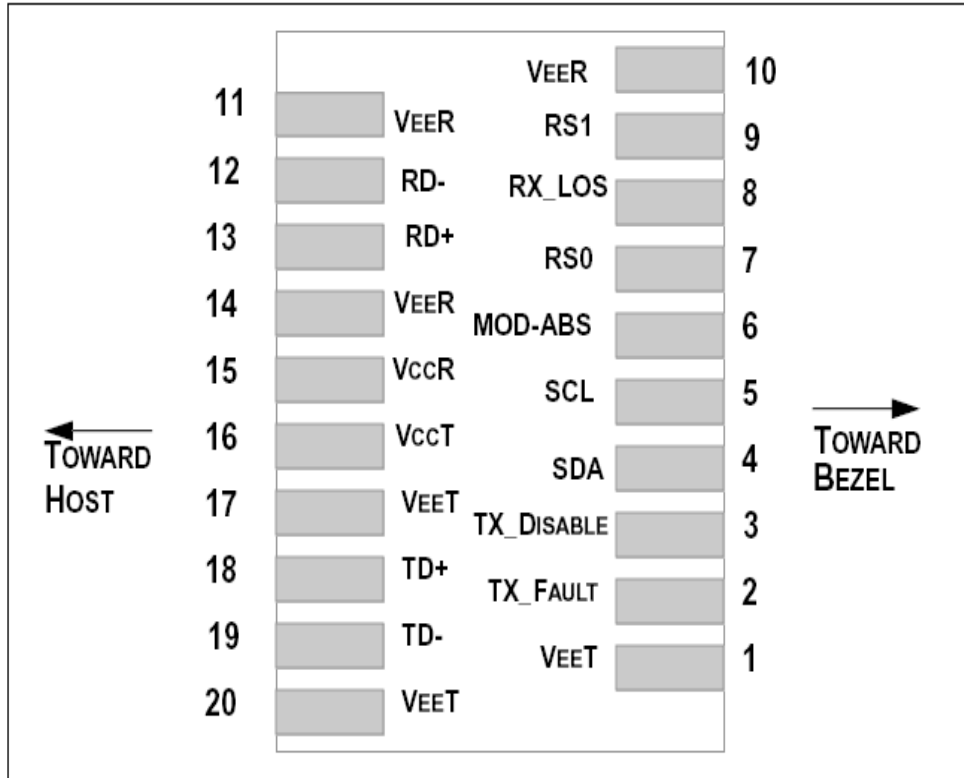 VEER 10
11 VEER
RS1 9
12 RD-
RX_LOS 8
13 RD+
RS0 7
14 VEER
MOD-ABS 6
15 VCCR
SCL 5
16 VCCT
TOWARD
HOST
TOWARD
BEZEL
SDA 4
17 VEET
TX_DISABLE 3
18 TD+
TX_FAULT 2
19 TD-
VEET 1
20 VEET